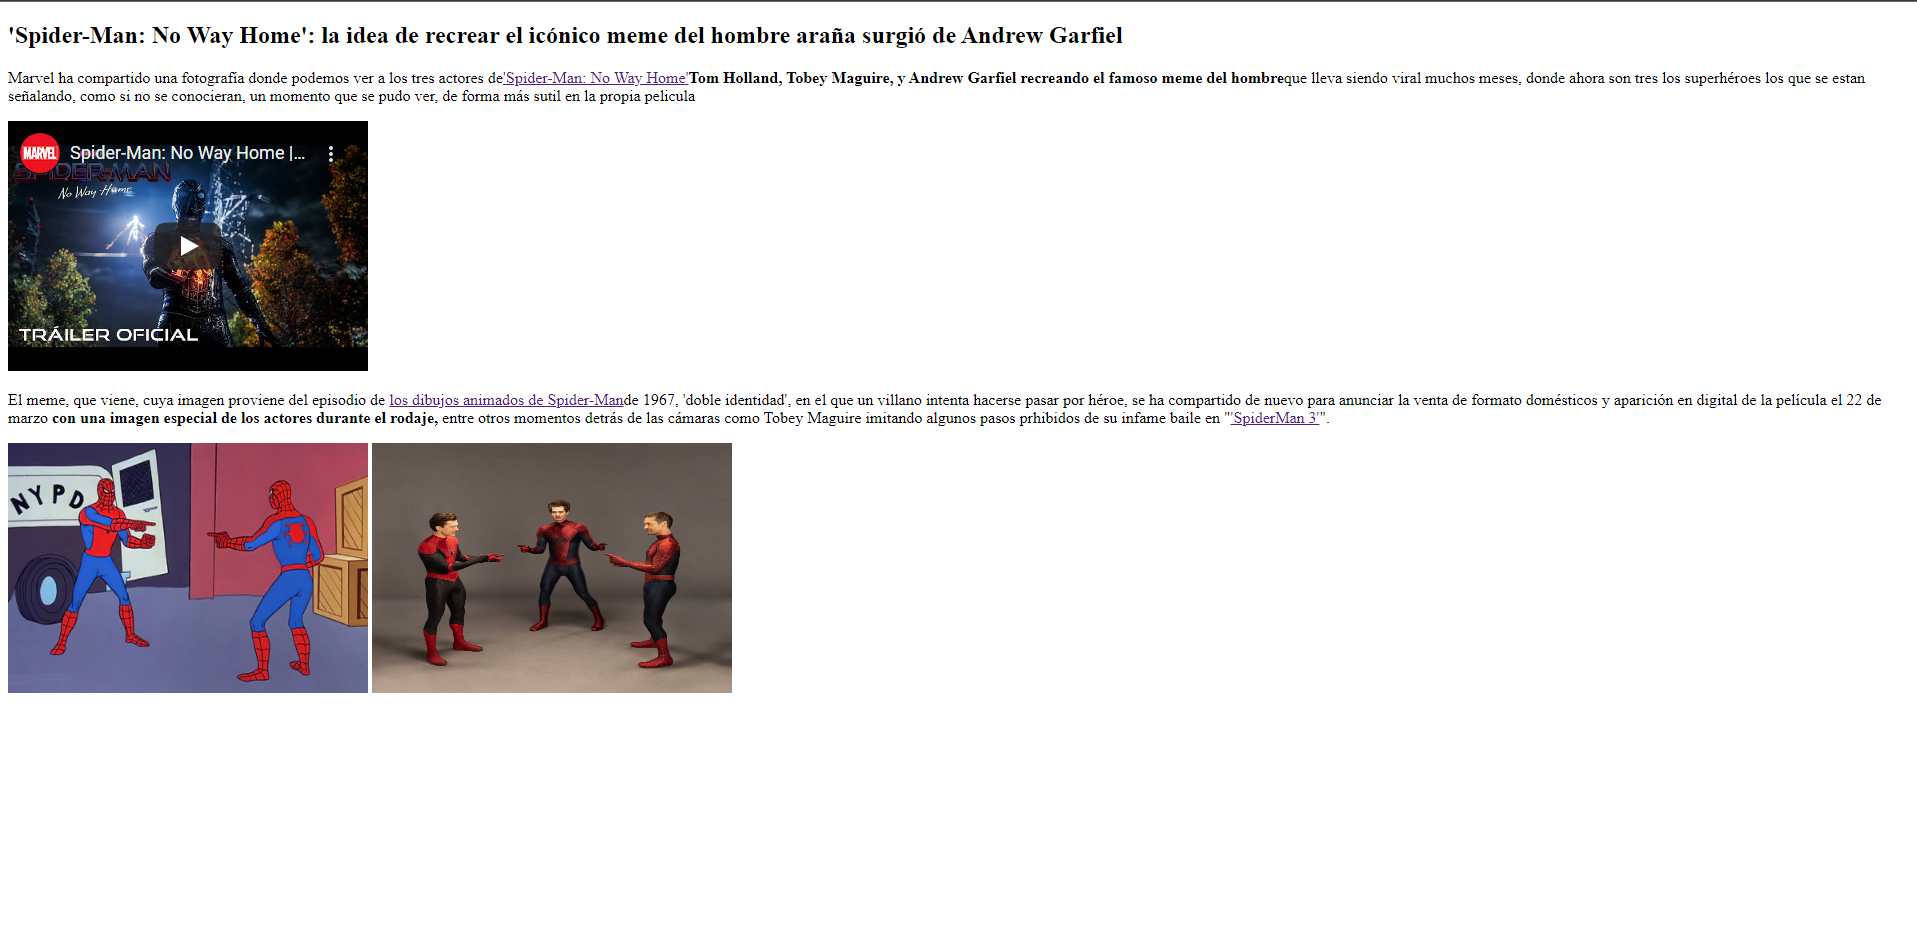 'Spider-Man: No Way Home': la idea de recrear el icónico meme del hombre araña surgió de Andrew Garfiel
Marvel ha compartido una fotografía donde podemos ver a los tres actores de'Spider-Man: No Way Home'Tom Holland, Tobey Maguire, y Andrew Garfiel recreando el famoso meme del hombreque lleva siendo viral muchos meses, donde ahora son tres los superhéroes los que se estan
señalando, como si no se conocieran, un momento que se pudo ver, de forma más sutil en la propia pelicula
MARVEL Spider-Man: No Way Home |...
SPIDER-MAN
No Way Home
TRÁILER OFICIAL
El meme, que viene, cuya imagen proviene del episodio de los dibujos animados de Spider-Mande 1967, 'doble identidad', en el que un villano intenta hacerse pasar por héroe, se ha compartido de nuevo para anunciar la venta de formato domésticos y aparición en digital de la película el 22 de
marzo con una imagen especial de los actores durante el rodaje, entre otros momentos detrás de las cámaras como Tobey Maguire imitando algunos pasos prhibidos de su infame baile en "'SpiderMan 3'".
NYPD